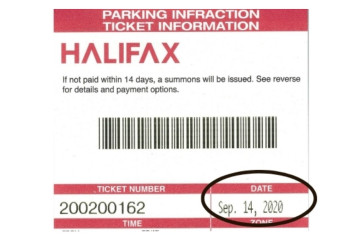 PARKING INFRACTION
TICKET INFORMATION
HALIFAX
If not paid within 14 days, a summons will be issued. See reverse
for details and payment options.
TICKET NUMBER DATE
200200162 Sep. 14, 2020
TIME ZONE